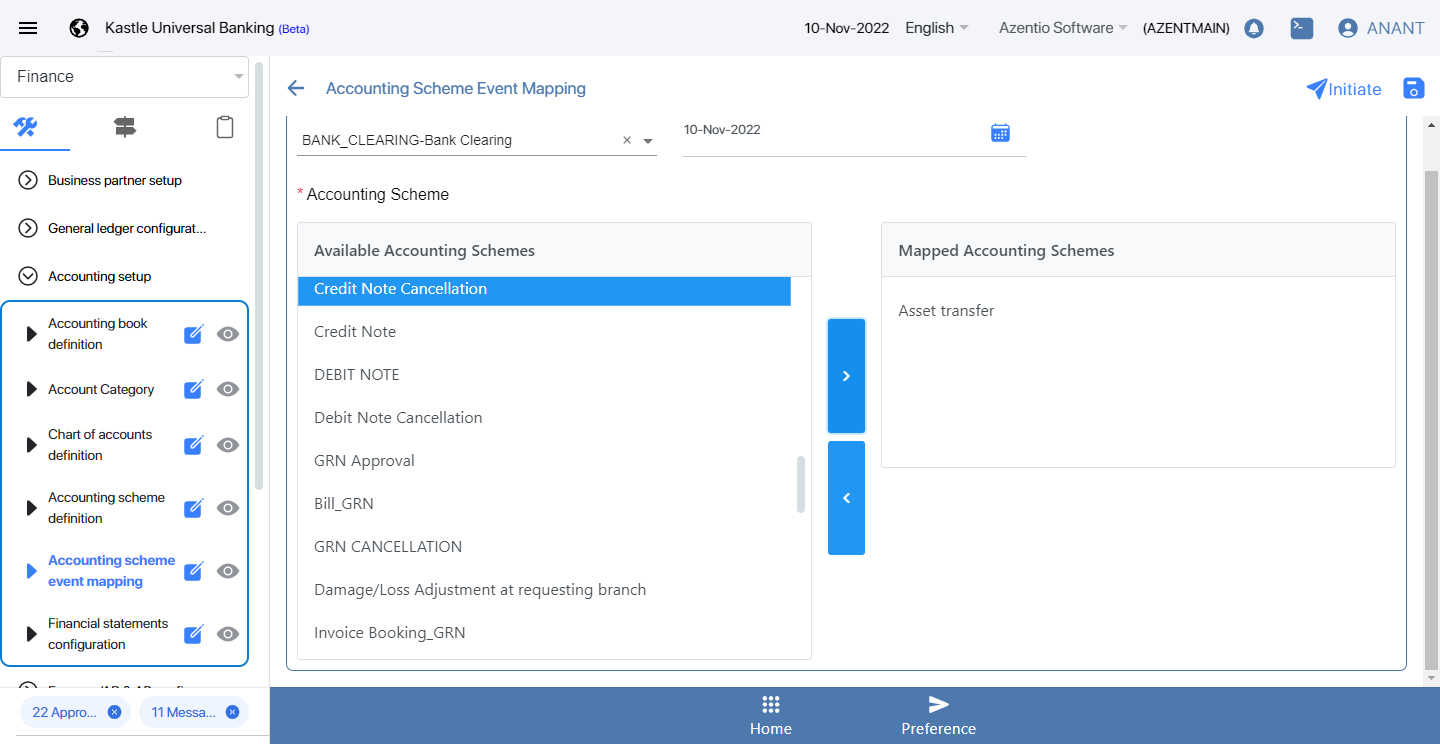 Kastle Universal Banking (Beta)
10-Nov-2022
English
Azentio Software
(AZENTMAIN)
ANANT
Finance
Business partner setup
General ledger configurat...
Accounting setup
Accounting book
definition
Account Category
Chart of accounts
definition
Accounting scheme
definition
Accounting scheme
event mapping
Financial statements
configuration
22 Appro...
11 Messa...
Accounting Scheme Event Mapping
Initiate
BANK_CLEARING-Bank Clearing
×
10-Nov-2022
* Accounting Scheme
Available Accounting Schemes
Credit Note Cancellation
Credit Note
DEBIT NOTE
Debit Note Cancellation
GRN Approval
Bill_GRN
GRN CANCELLATION
Damage/Loss Adjustment at requesting branch
Invoice Booking_GRN
Mapped Accounting Schemes
Asset transfer
Home
Preference